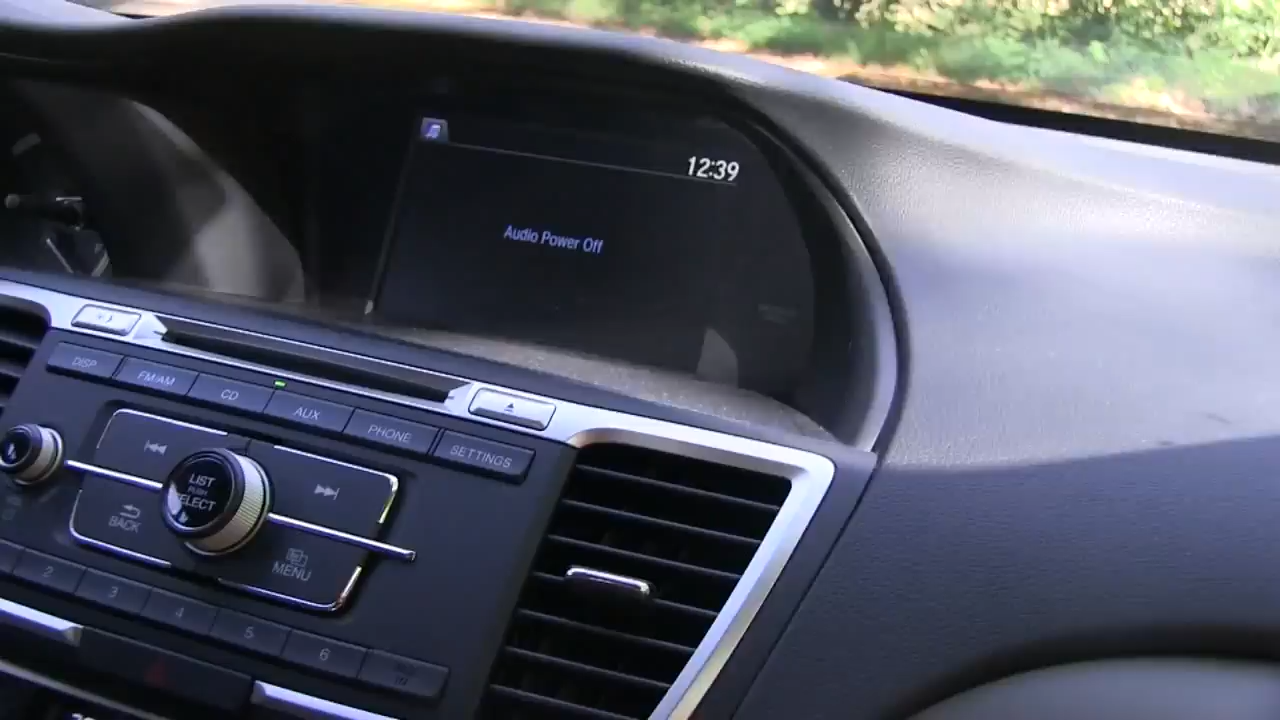 12:39
Audio Power Off
DISP
FM/AM
CD
AUX
PHONE
SETTINGS
LIST
PUSH
SELECT
BACK
MENU
2
3
4
5
6